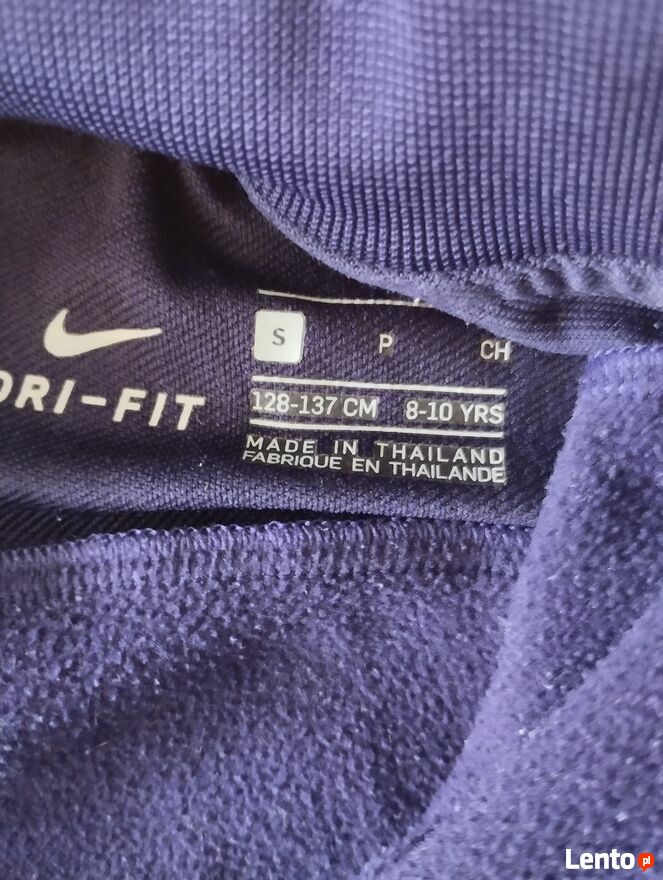 S P CH
DRI-FIT
128-137 CM 8-10 YRS
MADE IN THAILAND
FABRIQUE EN THAILANDE
Lento pl